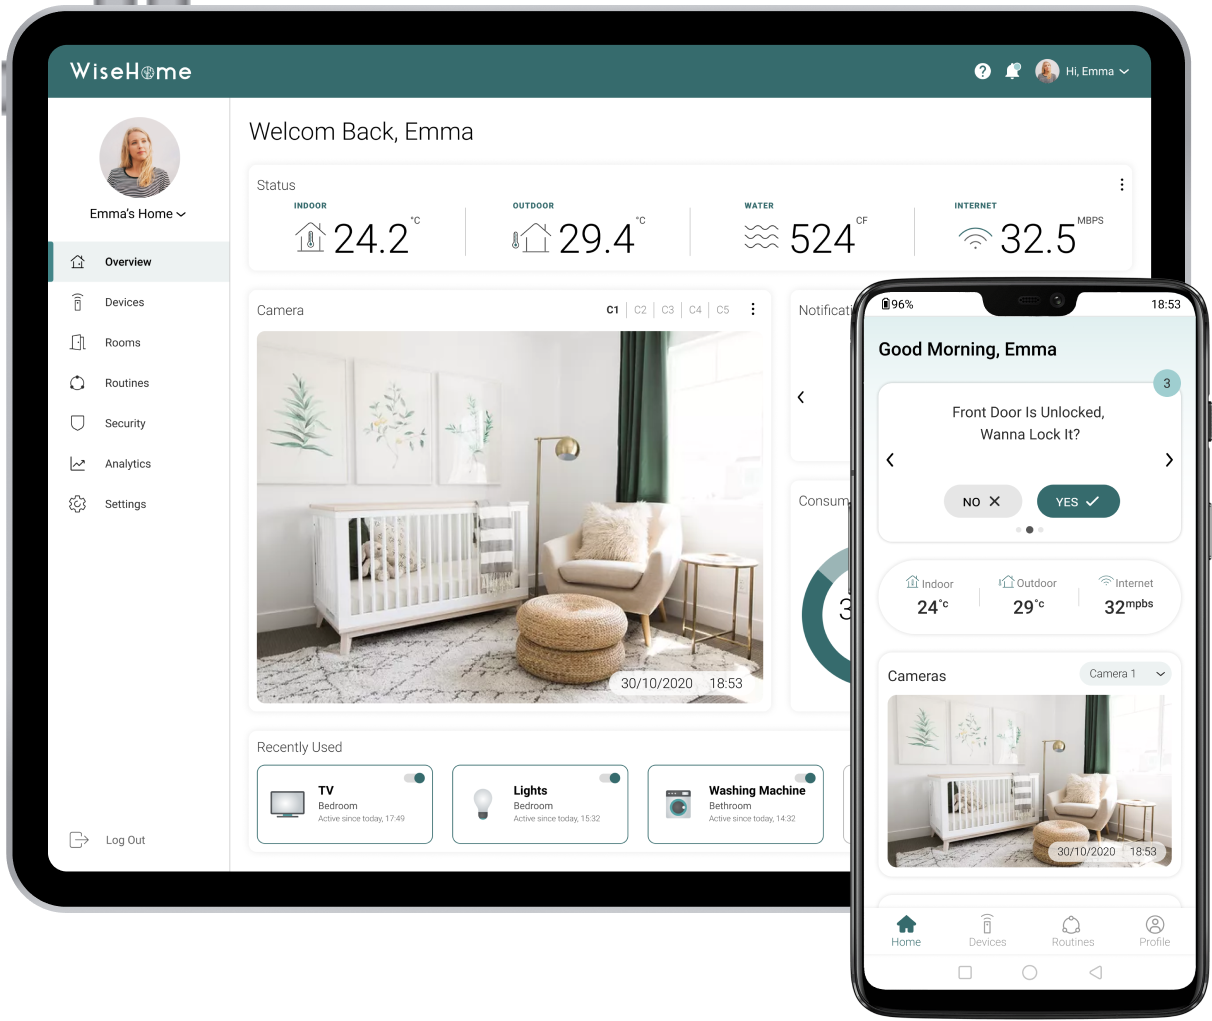 WiseHome
Hi, Emma
Emma's Home
Overview
Devices
Rooms
Routines
Security
Analytics
Settings
Log Out
Welcom Back, Emma
Status
INDOOR
24.2 °C
OUTDOOR
29.4 °C
WATER
524 CF
INTERNET
32.5 MBPS
Camera
C1 C2 C3 C4 C5
30/10/2020 18:53
Notificati
Consum
3
Recently Used
TV
Bedroom
Active since today, 17:49
Lights
Bedroom
Active since today, 15:32
Washing Machine
Bethroom
Active since today, 14:32
96% 18:53
Good Morning, Emma
3
Front Door Is Unlocked,
Wanna Lock It?
NO YES
Indoor
24°c
Outdoor
29°c
Internet
32mpbs
Cameras
Camera 1
30/10/2020 18:53
Home
Devices
Routines
Profile